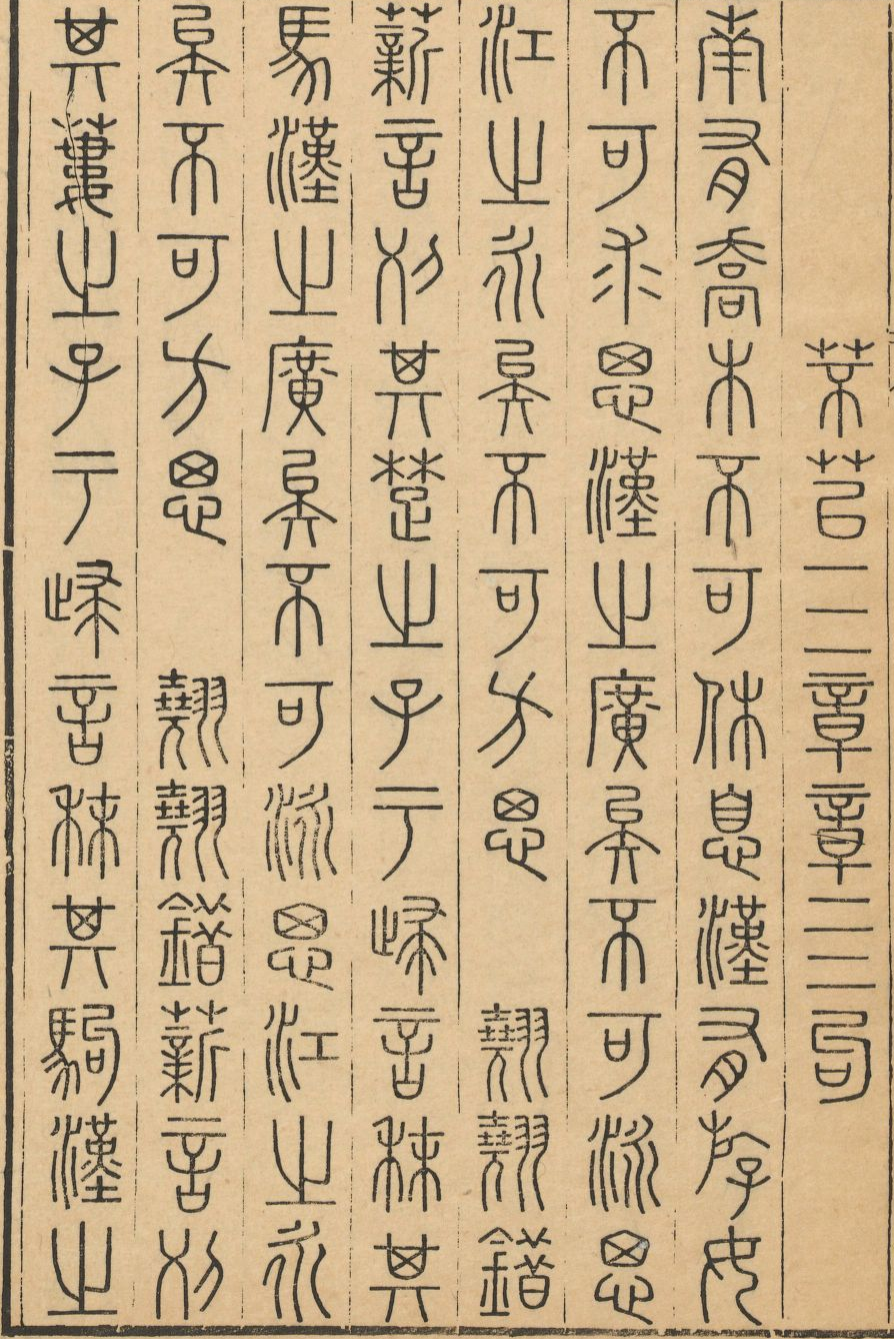 芣苢三章章亖句
南有喬木不可休息漢有斿女
不可求思漢之廣矣不可泳思
江之永矣不可方思　翹翹錯
薪言刈其楚之子于歸言秣其
馬漢之廣矣不可泳思江之永
矣不可方思　翹翹錯薪言刈
其蔞之子于歸言秣其駒漢之